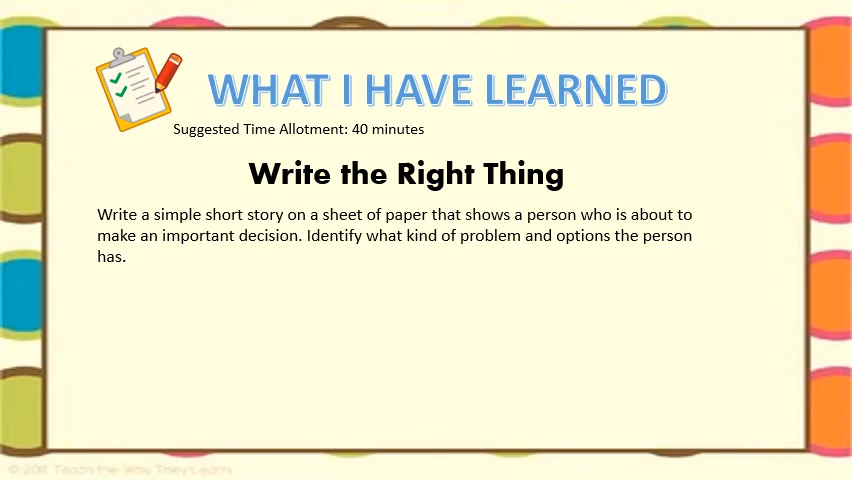 WHAT I HAVE LEARNED
Suggested Time Allotment: 40 minutes
Write the Right Thing
Write a simple short story on a sheet of paper that shows a person who is about to
make an important decision. Identify what kind of problem and options the person
has.
Teach the Way They Learn